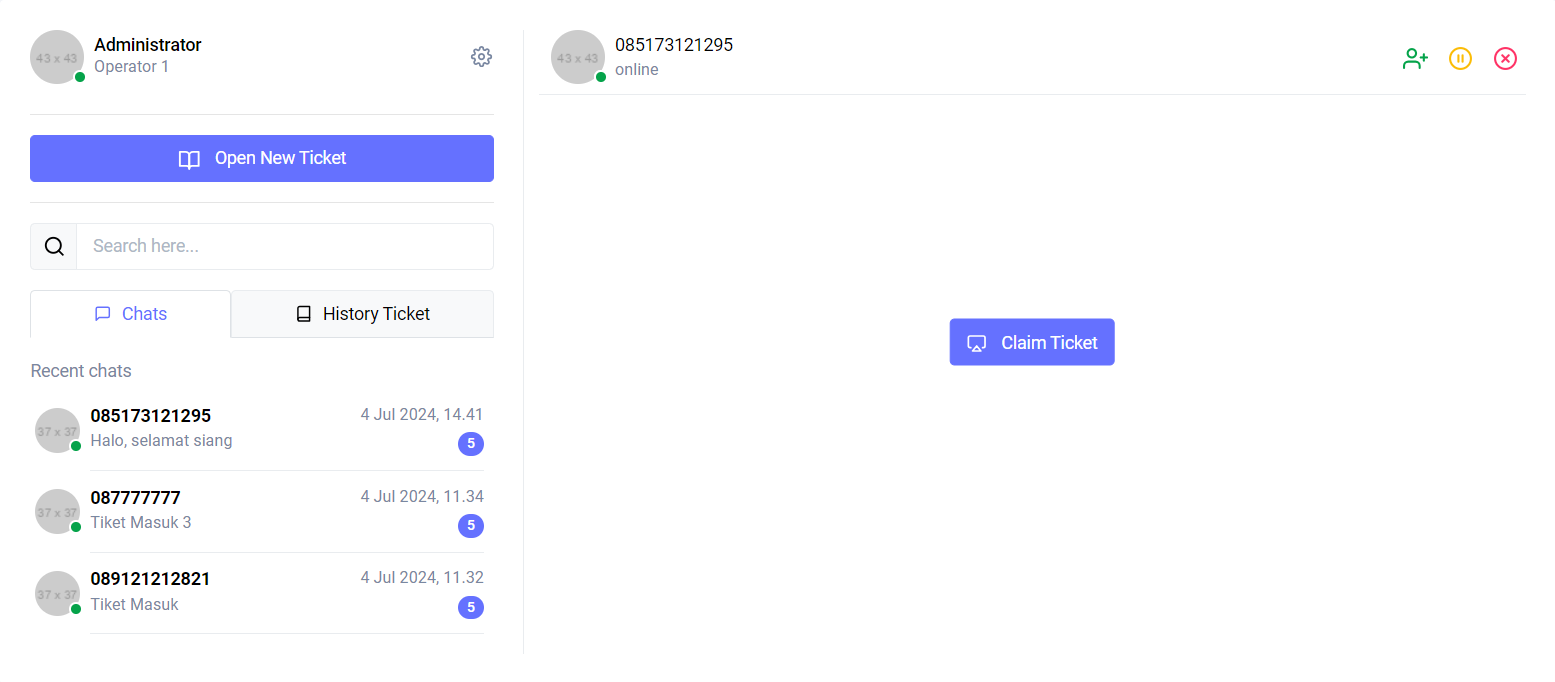 43 x 43
Administrator
Operator 1
Open New Ticket
Search here...
Chats
History Ticket
Recent chats
37 x 37
085173121295
4 Jul 2024, 14.41
Halo, selamat siang
5
37 x 37
087777777
4 Jul 2024, 11.34
Tiket Masuk 3
5
37 x 37
089121212821
4 Jul 2024, 11.32
Tiket Masuk
5
43 x 43
085173121295
online
Claim Ticket